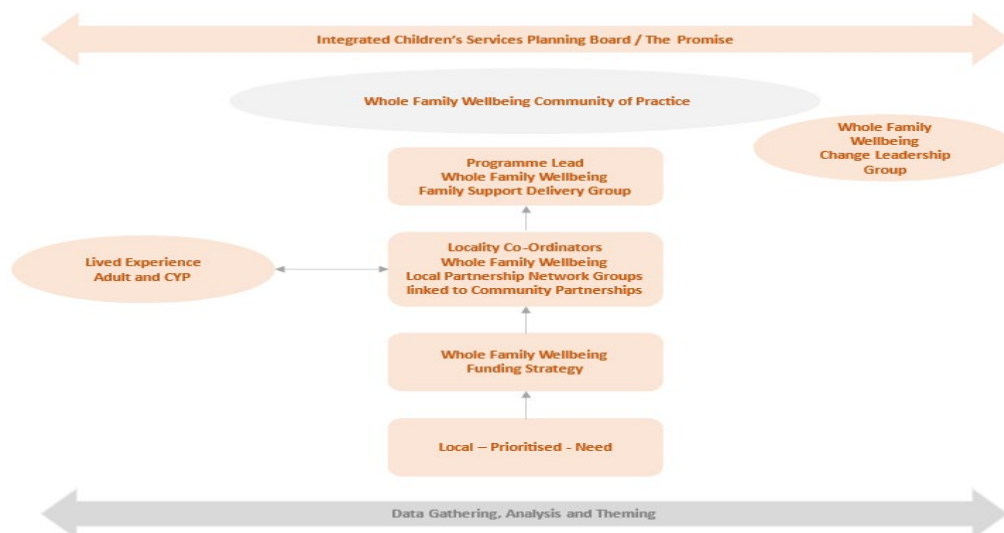 Integrated Children's Services Planning Board / The Promise
Whole Family Wellbeing Community of Practice
Whole Family
Wellbeing
Change Leadership
Group
Programme Lead
Whole Family Wellbeing
Family Support Delivery Group
Locality Co-Ordinators
Whole Family Wellbeing
Local Partnership Network Groups
linked to Community Partnerships
Lived Experience
Adult and CYP
Whole Family Wellbeing
Funding Strategy
Local – Prioritised - Need
Data Gathering, Analysis and Theming